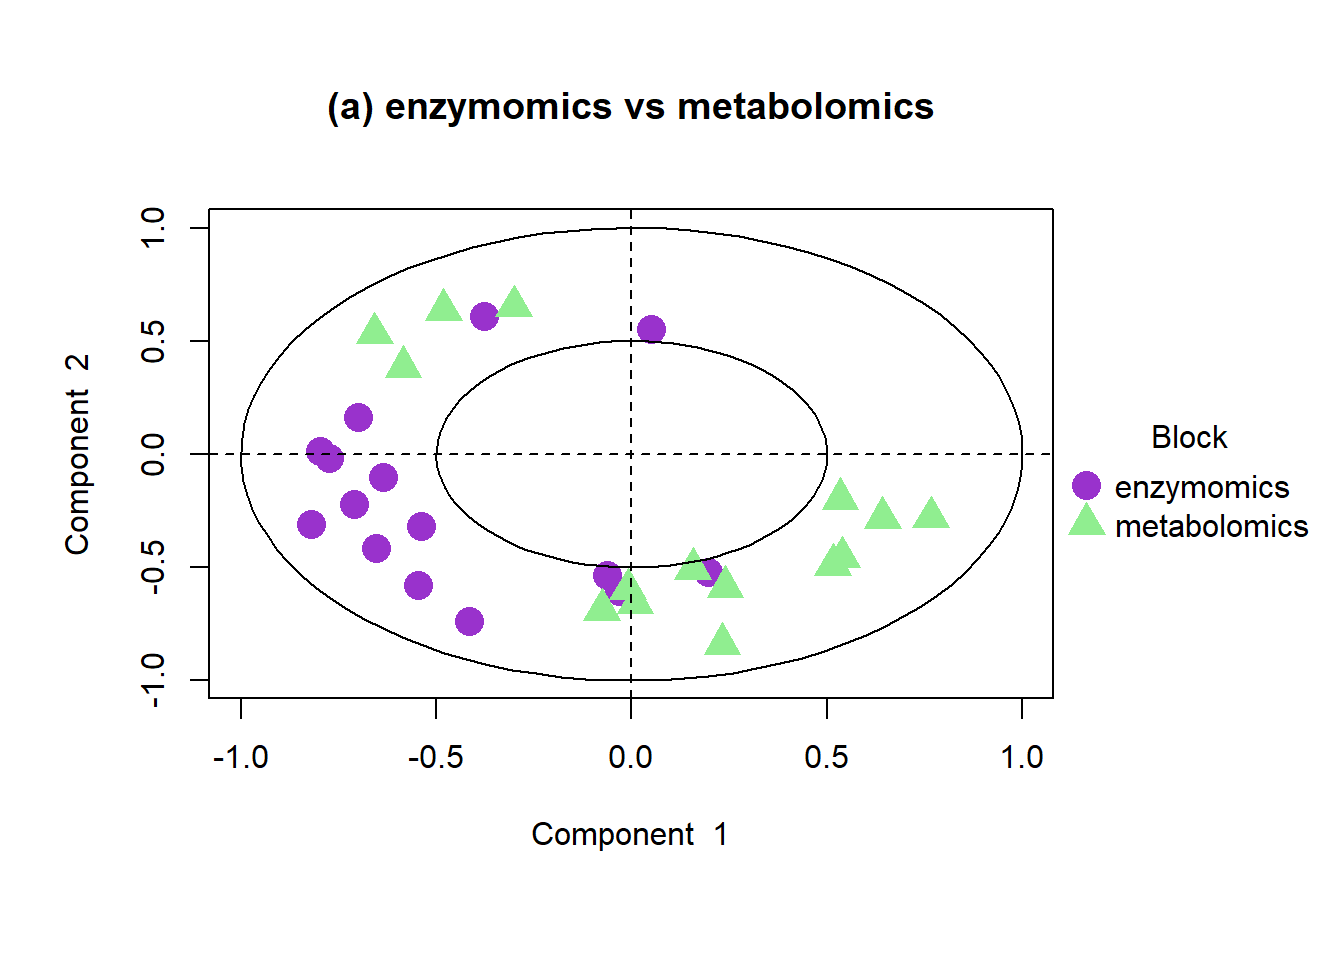 (a) enzymomics vs metabolomics
1.0
0.5
0.0
-0.5
-1.0
Component 2
Block
enzymomics
metabolomics
-1.0 -0.5 0.0 0.5 1.0
Component 1